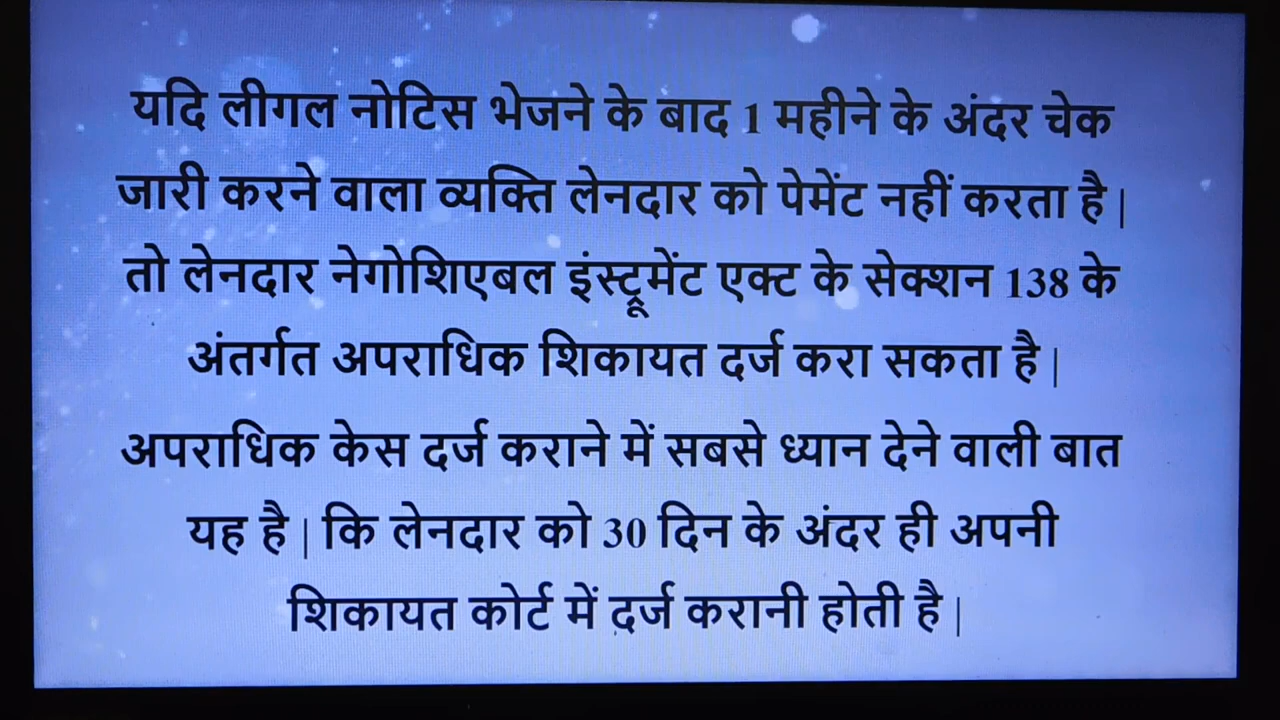 यदि लीगल नोटिस भेजने के बाद 1 महीने के अंदर चेक
जारी करने वाला व्यक्ति लेनदार को पेमेंट नहीं करता है |
तो लेनदार नेगोशिएबल इंस्ट्रूमेंट एक्ट के सेक्शन 138 के
अंतर्गत अपराधिक शिकायत दर्ज करा सकता है |
अपराधिक केस दर्ज कराने में सबसे ध्यान देने वाली बात
यह है | कि लेनदार को 30 दिन के अंदर ही अपनी
शिकायत कोर्ट में दर्ज करानी होती है |